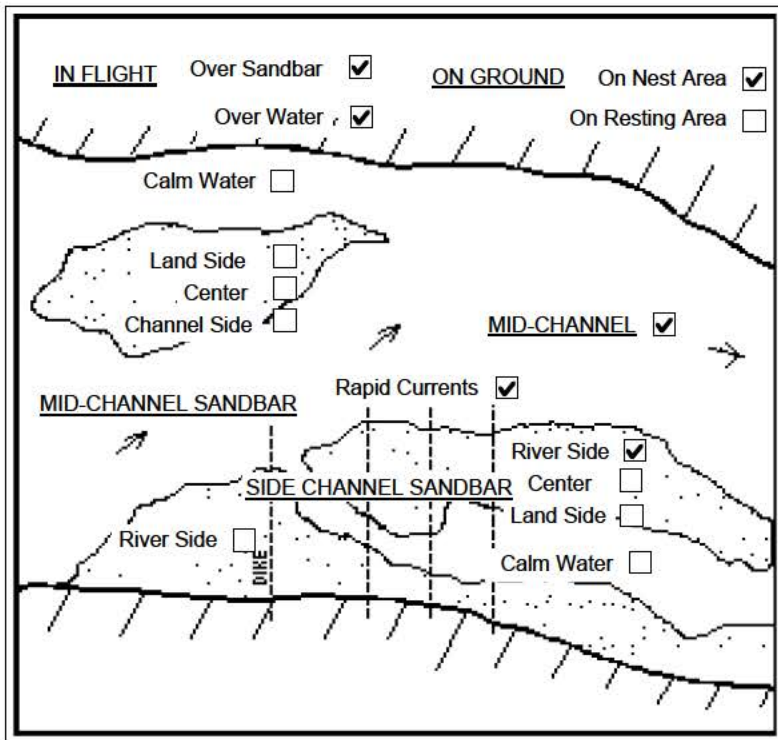 IN FLIGHT Over Sandbar ON GROUND On Nest Area
Over Water On Resting Area
Calm Water
Land Side
Center
Channel Side
MID-CHANNEL
Rapid Currents
MID-CHANNEL SANDBAR
River Side
SIDE CHANNEL SANDBAR Center
Land Side
River Side
Calm Water
DIKE